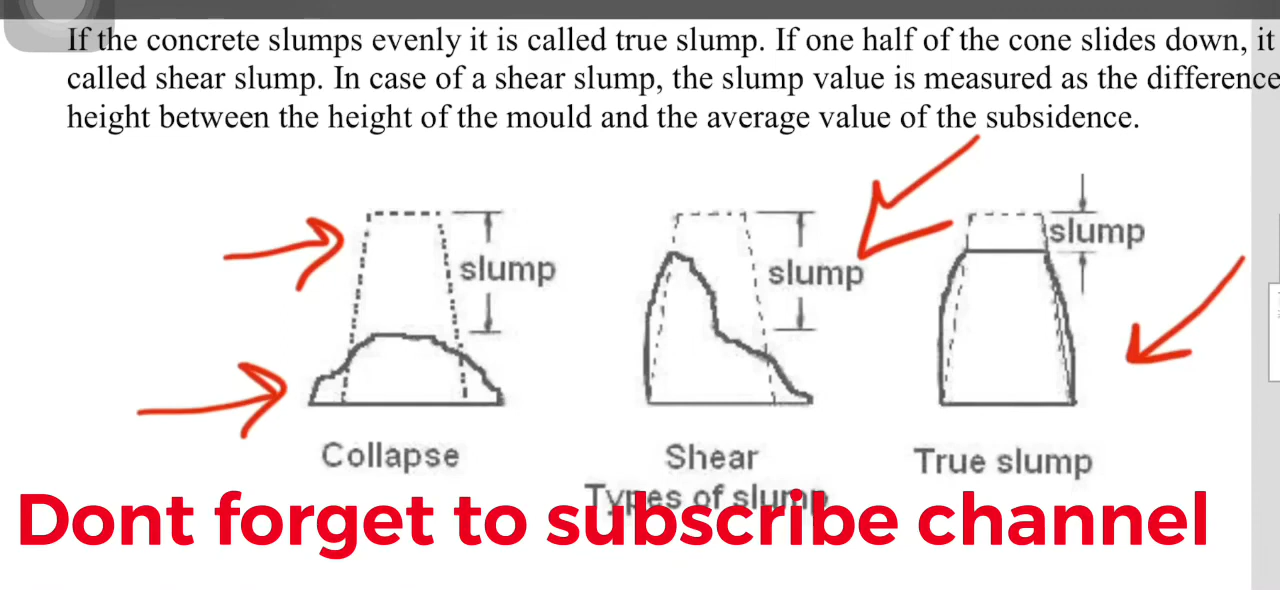 If the concrete slumps evenly it is called true slump. If one half of the cone slides down, it
called shear slump. In case of a shear slump, the slump value is measured as the difference
height between the height of the mould and the average value of the subsidence.
slump
slump
slump
Collapse
Shear
True slump
Types of slump
Dont forget to subscribe channel